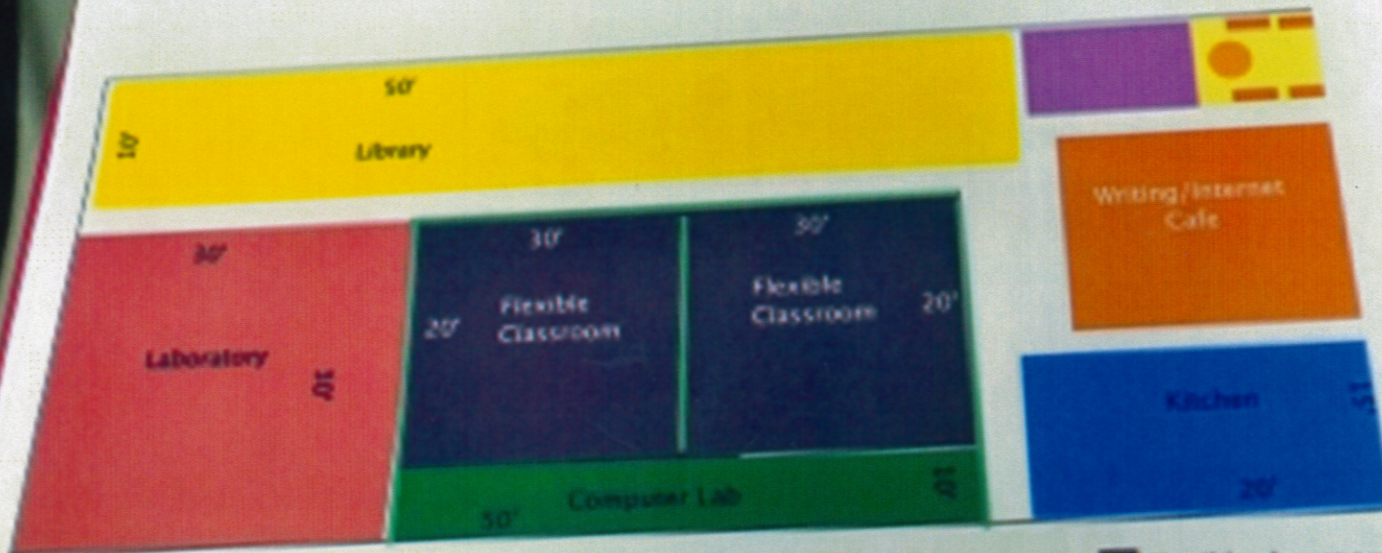 50'
10'
Library
30'
30'
30'
Writing/Internet
Cafe
Flexible
Classroom
20'
Flexible
Classroom
20'
Laboratory
30'
Kitchen
15'
20'
Computer Lab
10'
50'